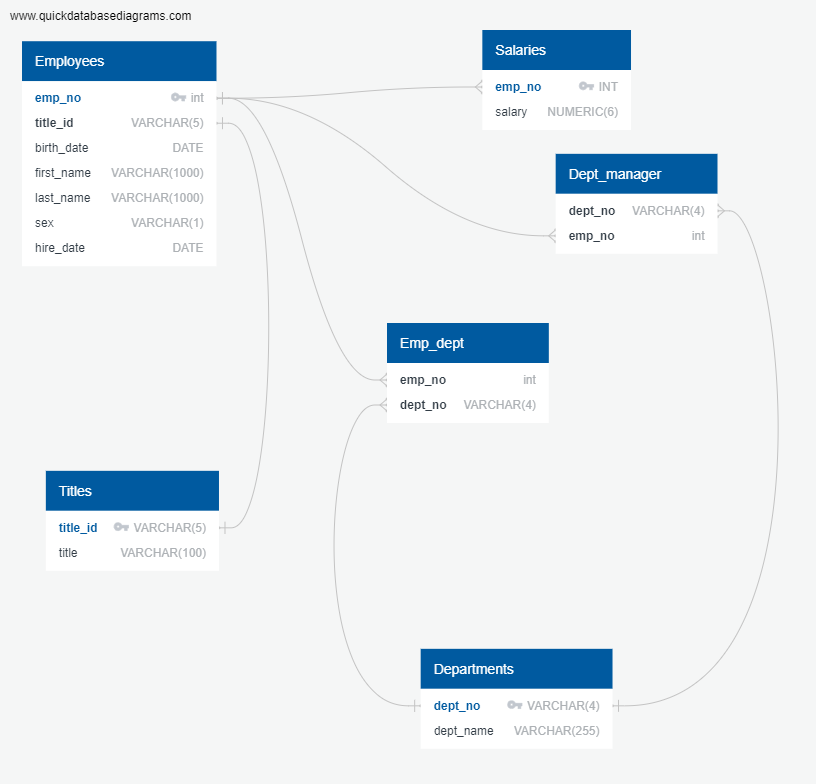 www.quickdatabasediagrams.com
Employees
emp_no int
title_id VARCHAR(5)
birth_date DATE
first_name VARCHAR(1000)
last_name VARCHAR(1000)
sex VARCHAR(1)
hire_date DATE
Salaries
emp_no INT
salary NUMERIC(6)
Dept_manager
dept_no VARCHAR(4)
emp_no int
Emp_dept
emp_no int
dept_no VARCHAR(4)
Titles
title_id VARCHAR(5)
title VARCHAR(100)
Departments
dept_no VARCHAR(4)
dept_name VARCHAR(255)